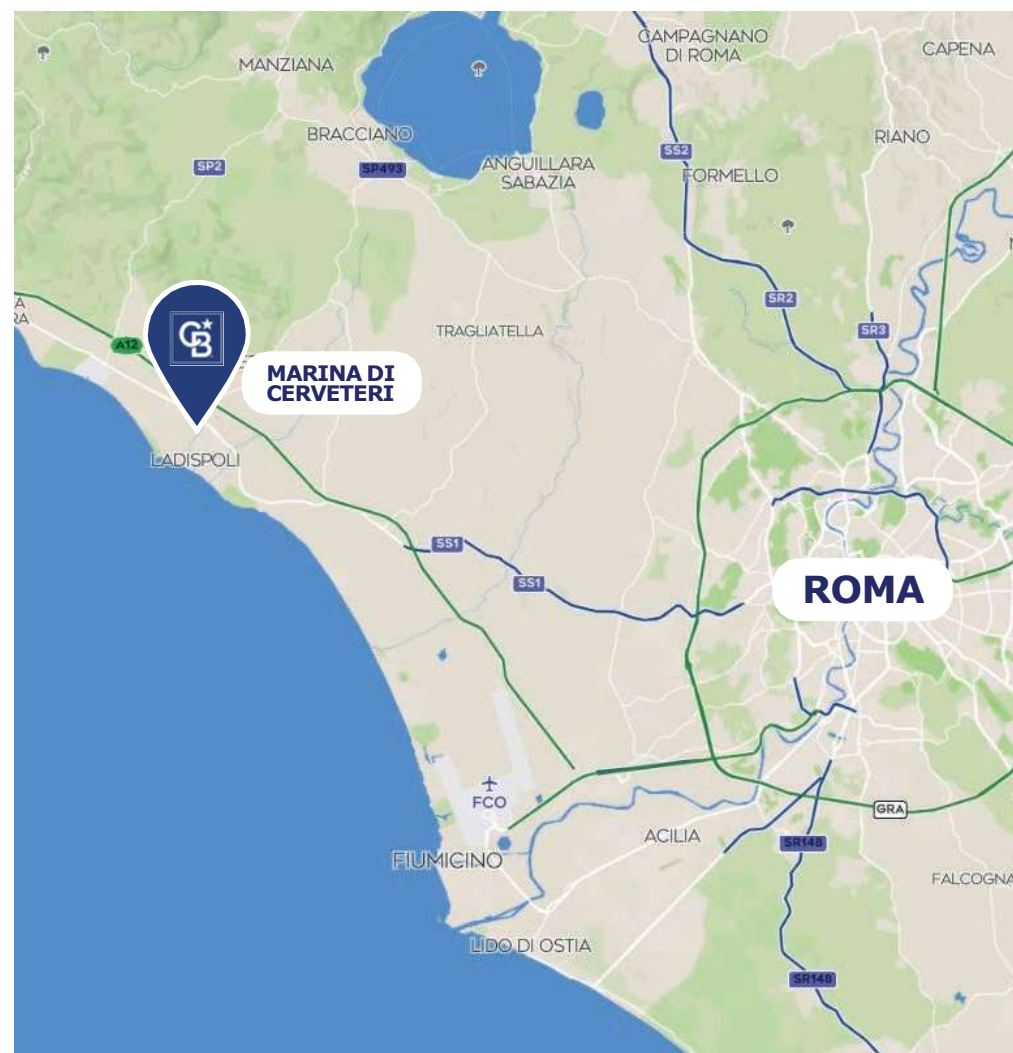 CAMPAGNANO
DI ROMA
CAPENA
MANZIANA
BRACCIANO
RIANO
SS2
SP2
SP493
ANGUILLARA
SABAZIA
FORMELLO
SR2
TRAGLIATELLA
SR3
A12
CB
MARINA DI
CERVETERI
LADISPOLI
SS1
SS1
ROMA
FCO
GRA
ACILIA
SR148
FIUMICINO
FALCOGNA
LIDO DI OSTIA
SR148